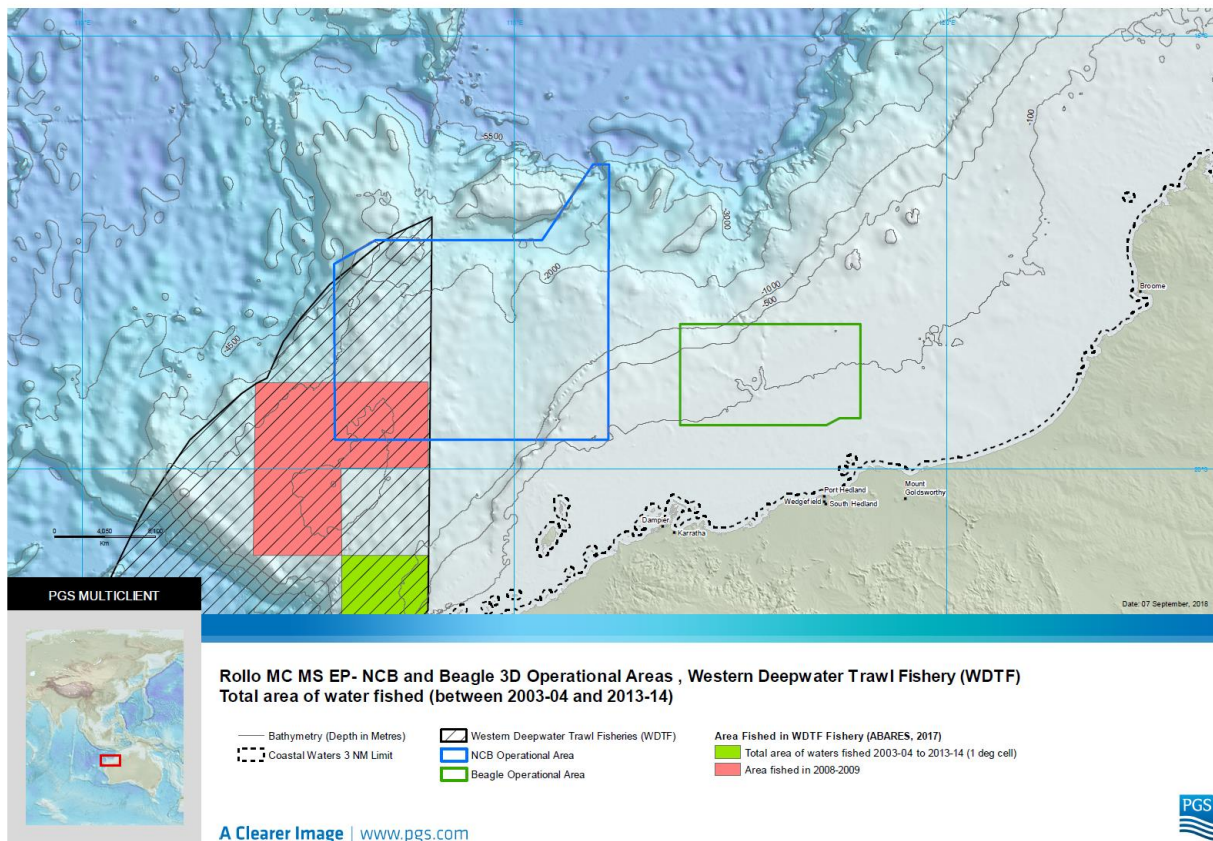 115°E
15°S
-5500
-100
-3000
-2000
-1000
-500
-4500
Broome
20°S
Port Hedland
Wedgefield
South Hedland
Mount
Goldsworthy
Dampier
Karratha
0
Km
PGS MULTICLIENT
Date: 07 September, 2018
Rollo MC MS EP- NCB and Beagle 3D Operational Areas , Western Deepwater Trawl Fishery (WDTF)
Total area of water fished (between 2003-04 and 2013-14)
Bathymetry (Depth in Metres)
Coastal Waters 3 NM Limit
Western Deepwater Trawl Fisheries (WDTF)
NCB Operational Area
Beagle Operational Area
Area Fished in WDTF Fishery (ABARES, 2017)
Total area of waters fished 2003-04 to 2013-14 (1 deg cell)
Area fished in 2008-2009
A Clearer Image | www.pgs.com
PGS